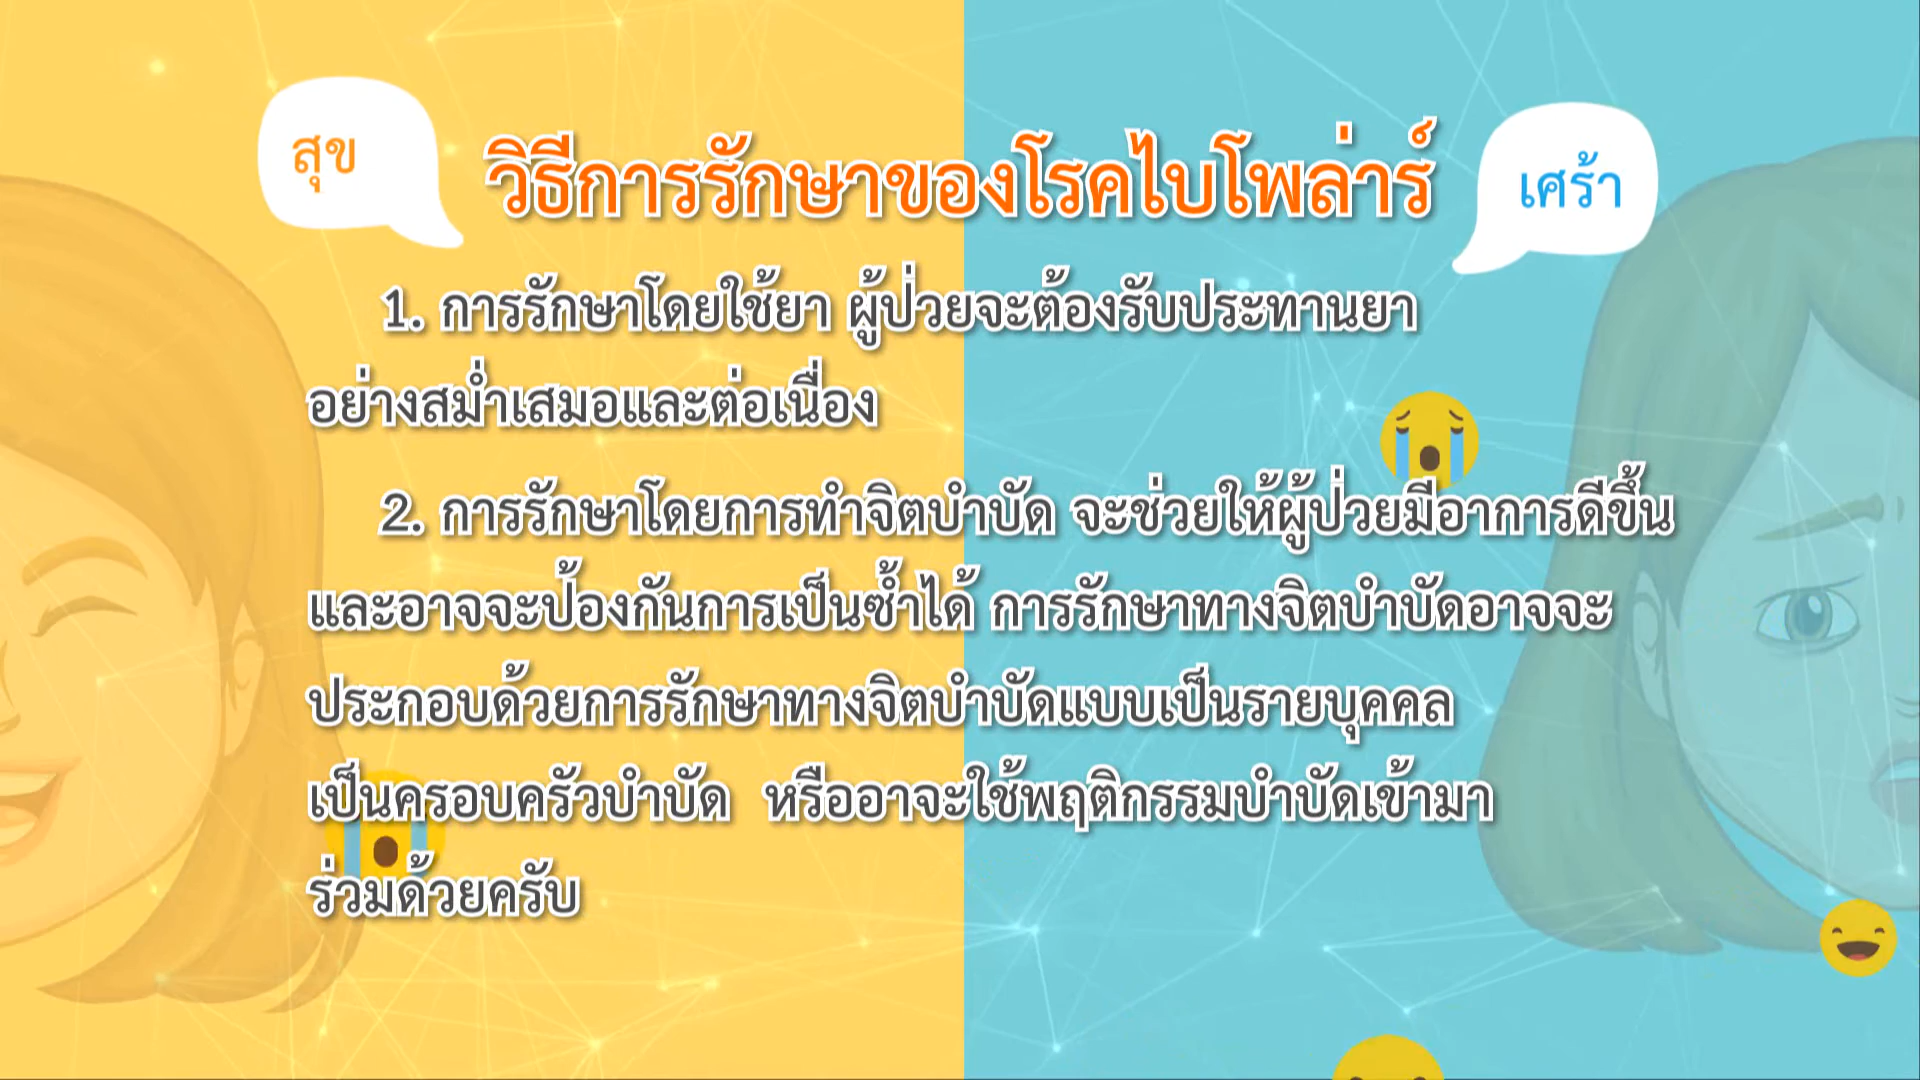 สุข
วิธีการรักษาของโรคไบโพล่าร์
เศร้า
1. การรักษาโดยใช้ยา ผู้ป่วยจะต้องรับประทานยา
อย่างสม่ำเสมอและต่อเนื่อง
2. การรักษาโดยการทำจิตบำบัด จะช่วยให้ผู้ป่วยมีอาการดีขึ้น
และอาจจะป้องกันการเป็นซ้ำได้ การรักษาทางจิตบำบัดอาจจะ
ประกอบด้วยการรักษาทางจิตบำบัดแบบเป็นรายบุคคล
เป็นครอบครัวบำบัด หรืออาจะใช้พฤติกรรมบำบัดเข้ามา
ร่วมด้วยครับ